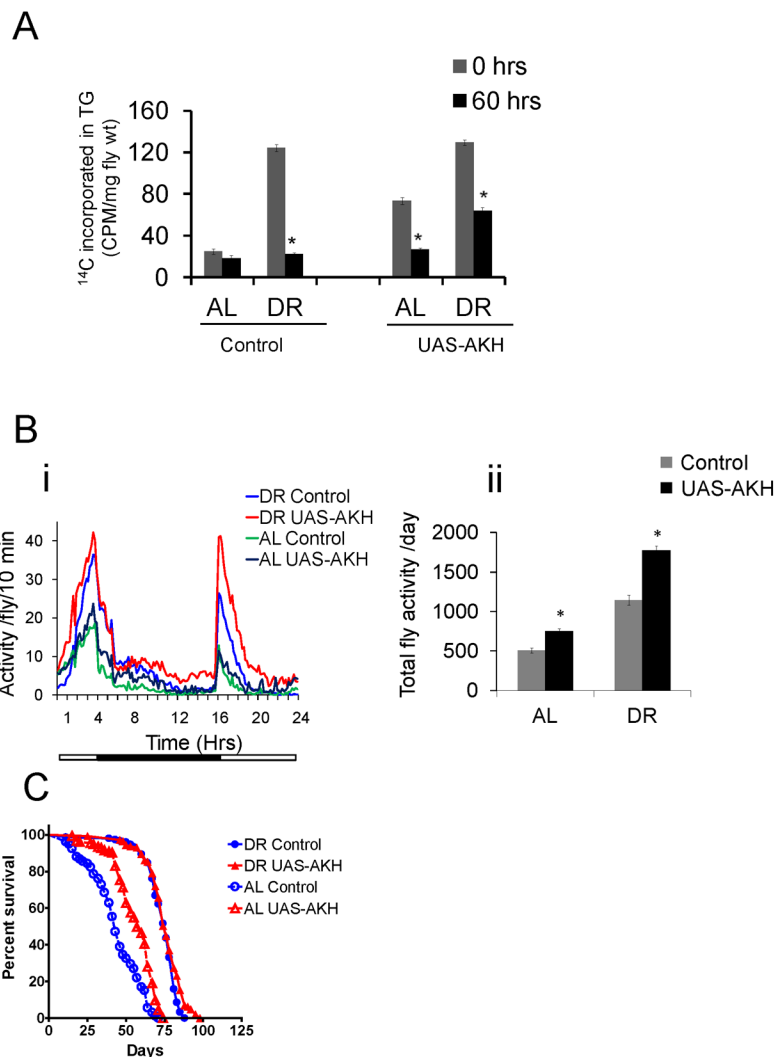 A
0 hrs
60 hrs
¹⁴C incorporated in TG
(CPM/mg fly wt)
160
120
80
40
0
*
*
*
AL DR AL DR
Control UAS-AKH
B
i
DR Control
DR UAS-AKH
AL Control
AL UAS-AKH
Activity /fly/10 min
40
30
20
10
0
1 4 8 12 16 20 24
Time (Hrs)
ii
Control
UAS-AKH
Total fly activity /day
2000
1500
1000
500
0
*
*
AL DR
C
DR Control
DR UAS-AKH
AL Control
AL UAS-AKH
Percent survival
100
80
60
40
20
0
0 25 50 75 100 125
Days